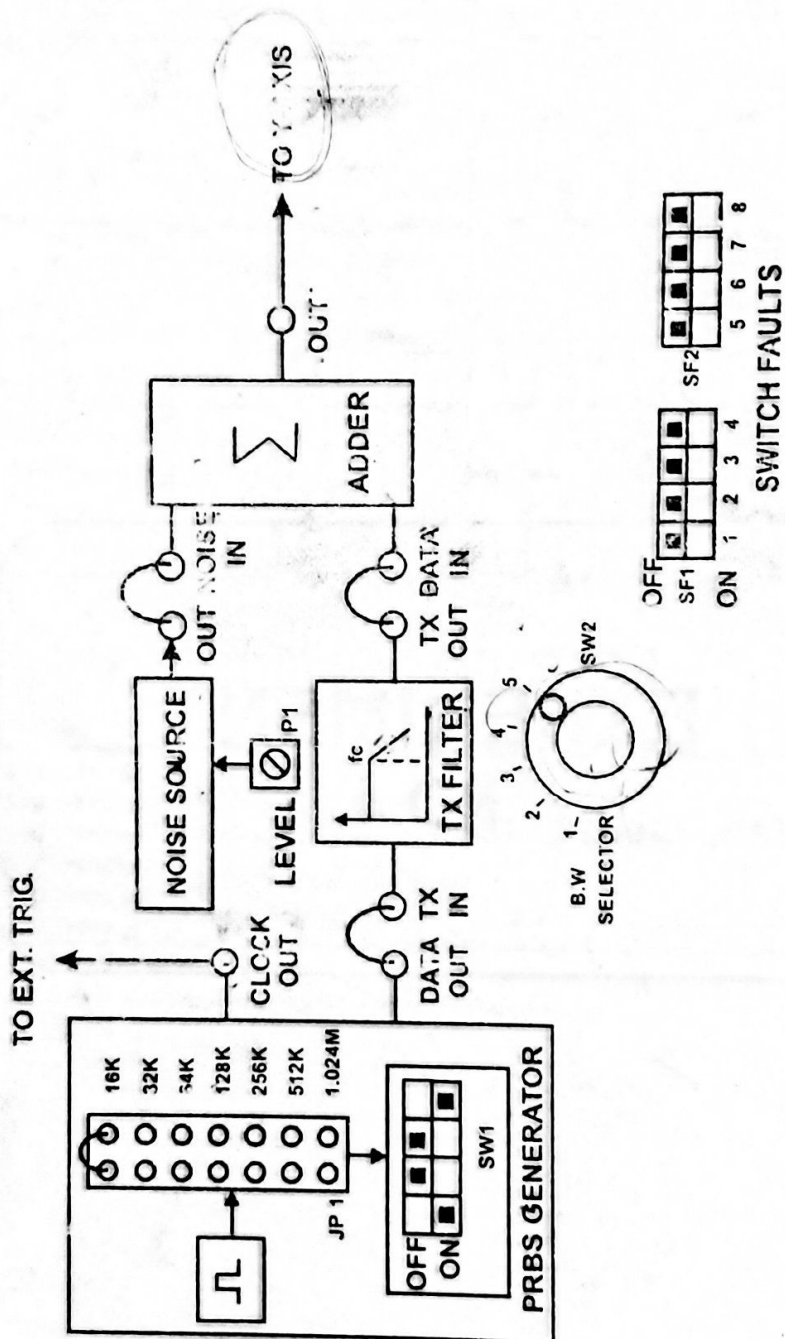 TO EXT. TRIG.
16K
32K
64K
128K
256K
512K
1.024M
JP 1
OFF
ON
SW1
PRBS GENERATOR
CLOCK
OUT
DATA
OUT
TX
IN
NOISE SOURCE
LEVEL
P1
fc
TX FILTER
OUT
NOISE
IN
TX
OUT
DATA
IN
Σ
ADDER
OUT
TO Y-AXIS
B.W
SELECTOR
1
2
3
4
5
SW2
OFF
SF1
ON
1 2 3 4
SF2
5 6 7 8
SWITCH FAULTS